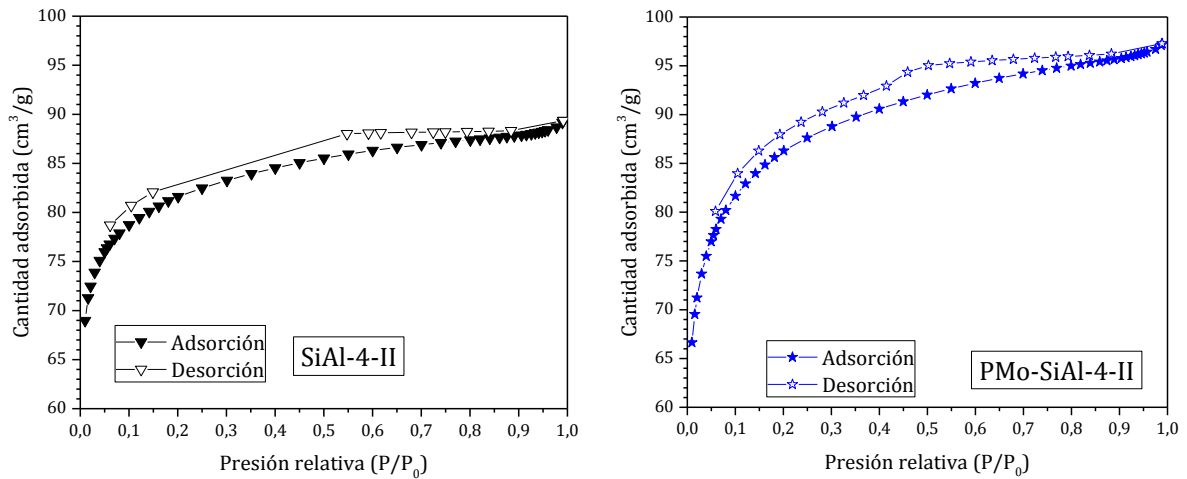 100
95
90
85
80
75
70
65
60
Cantidad adsorbida (cm³/g)
Adsorción
Desorción
SiAl-4-II
0,0 0,1 0,2 0,3 0,4 0,5 0,6 0,7 0,8 0,9 1,0
Presión relativa (P/P₀)
100
95
90
85
80
75
70
65
60
Cantidad adsorbida (cm³/g)
Adsorción
Desorción
PMo-SiAl-4-II
0,0 0,1 0,2 0,3 0,4 0,5 0,6 0,7 0,8 0,9 1,0
Presión relativa (P/P₀)